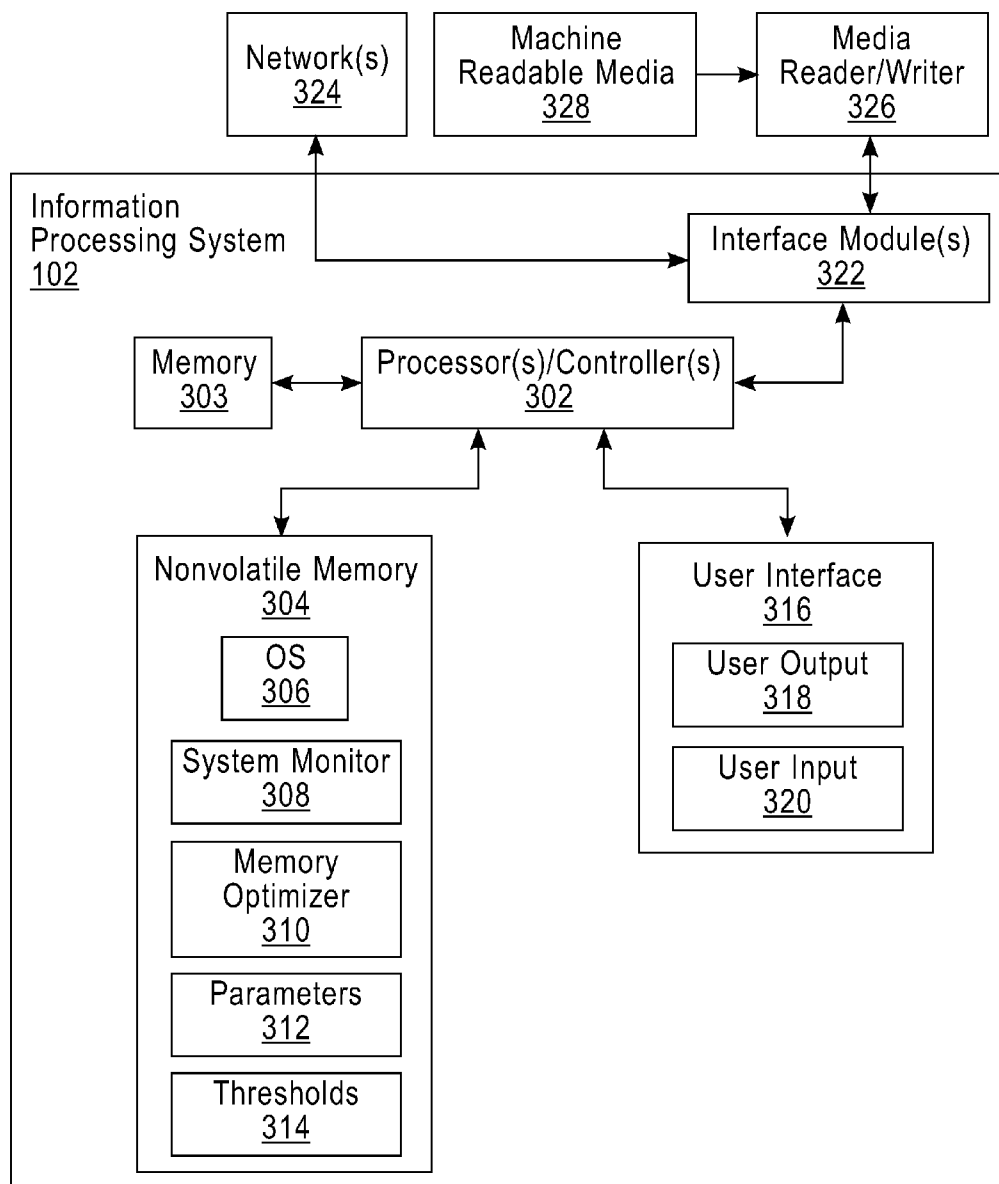 Network(s)
324
Machine
Readable Media
328
Media
Reader/Writer
326
Information
Processing System
102
Interface Module(s)
322
Memory
303
Processor(s)/Controller(s)
302
Nonvolatile Memory
304
OS
306
System Monitor
308
Memory
Optimizer
310
Parameters
312
Thresholds
314
User Interface
316
User Output
318
User Input
320